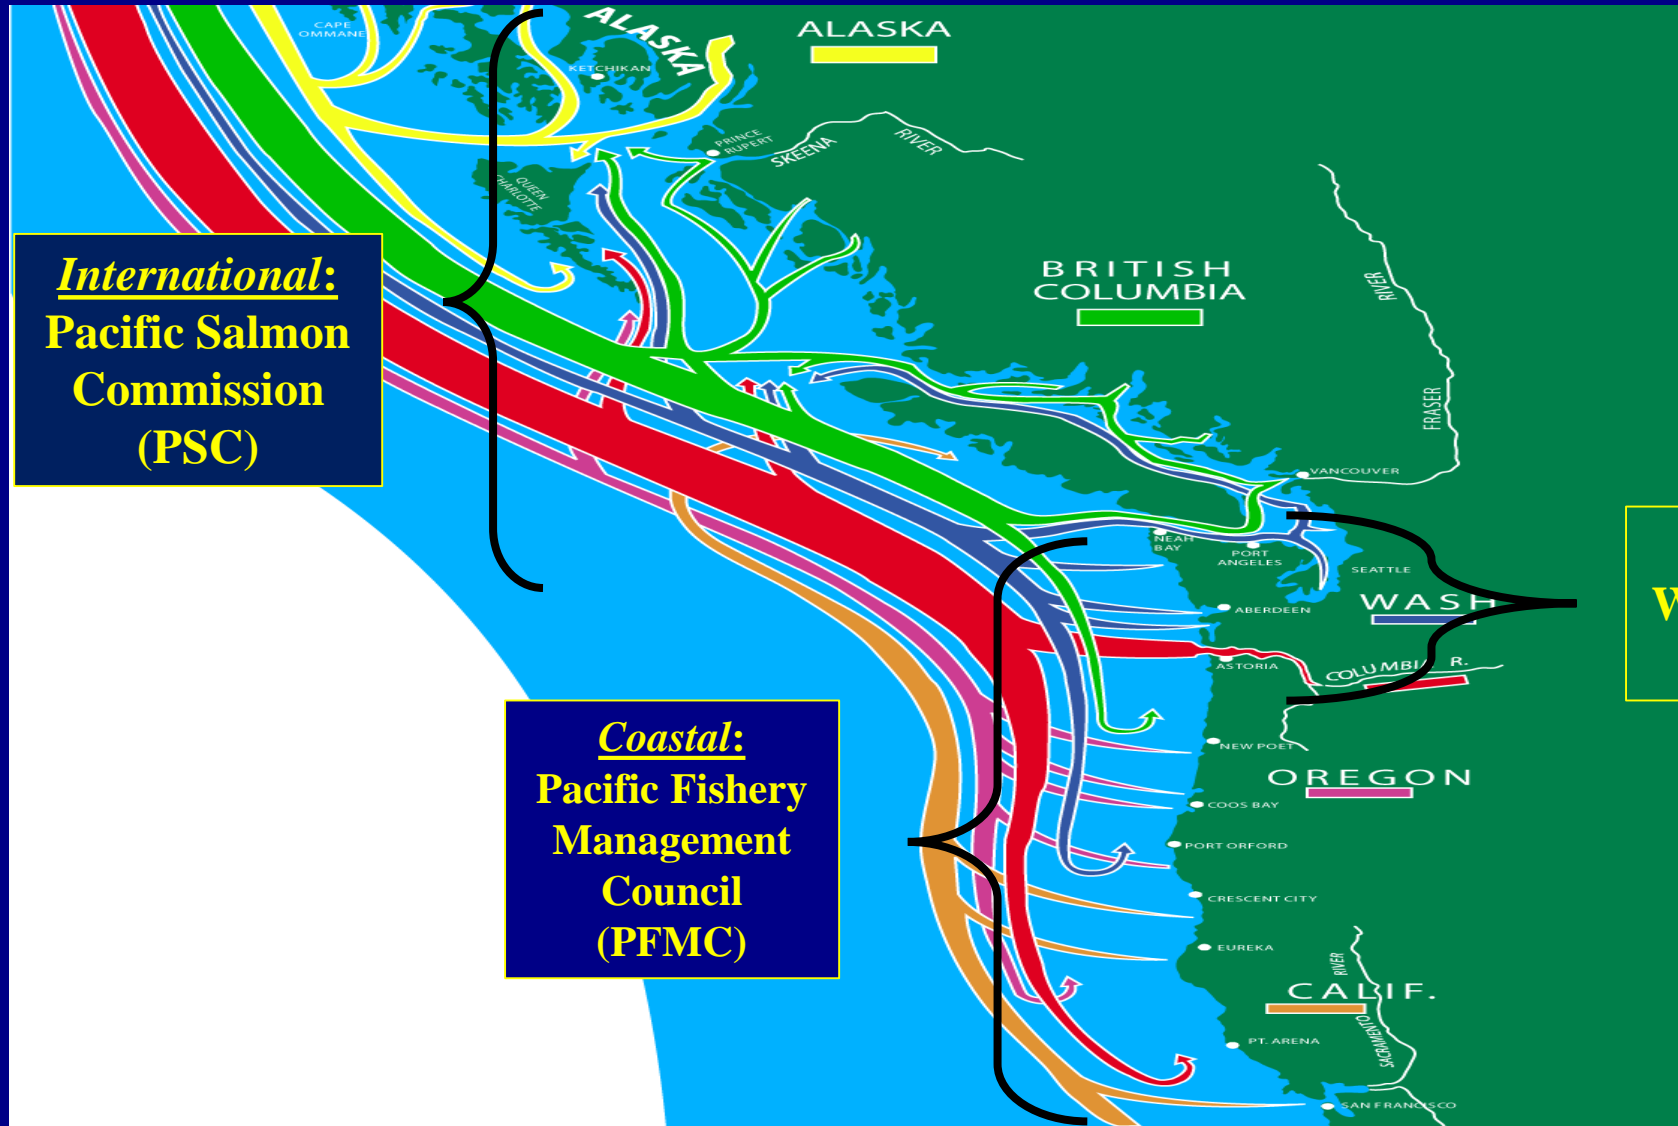 CAPE
OMMANE
ALASKA
KETCHIKAN
ALASKA
PRINCE
RUPERT
SKEENA
RIVER
QUEEN
CHARLOTTE
International:
Pacific Salmon
Commission
(PSC)
BRITISH
COLUMBIA
RIVER
FRASER
VANCOUVER
NEAH
BAY
PORT
ANGELES
SEATTLE
WASH
W
ABERDEEN
ASTORIA
COLUMBIA R.
Coastal:
Pacific Fishery
Management
Council
(PFMC)
NEW POET
OREGON
COOS BAY
PORT ORFORD
CRESCENT CITY
EUREKA
RIVER
CALIF.
SACRAMENTO
PT. ARENA
SAN FRANCISCO